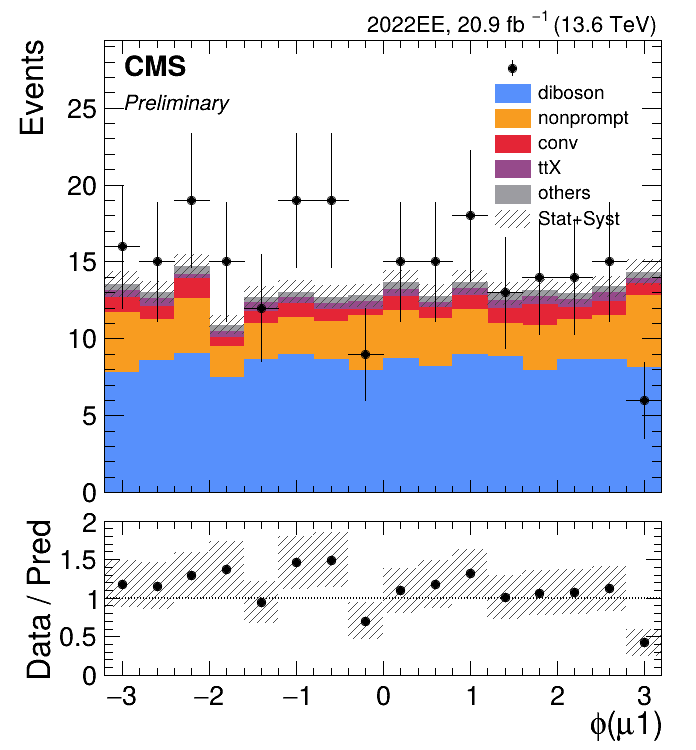 2022EE, 20.9 fb −1 (13.6 TeV)
CMS
Preliminary
diboson
nonprompt
conv
ttX
others
Stat+Syst
Events
25
20
15
10
5
0
Data / Pred
2
1.5
1
0.5
0
−3 −2 −1 0 1 2 3
ϕ(μ1)